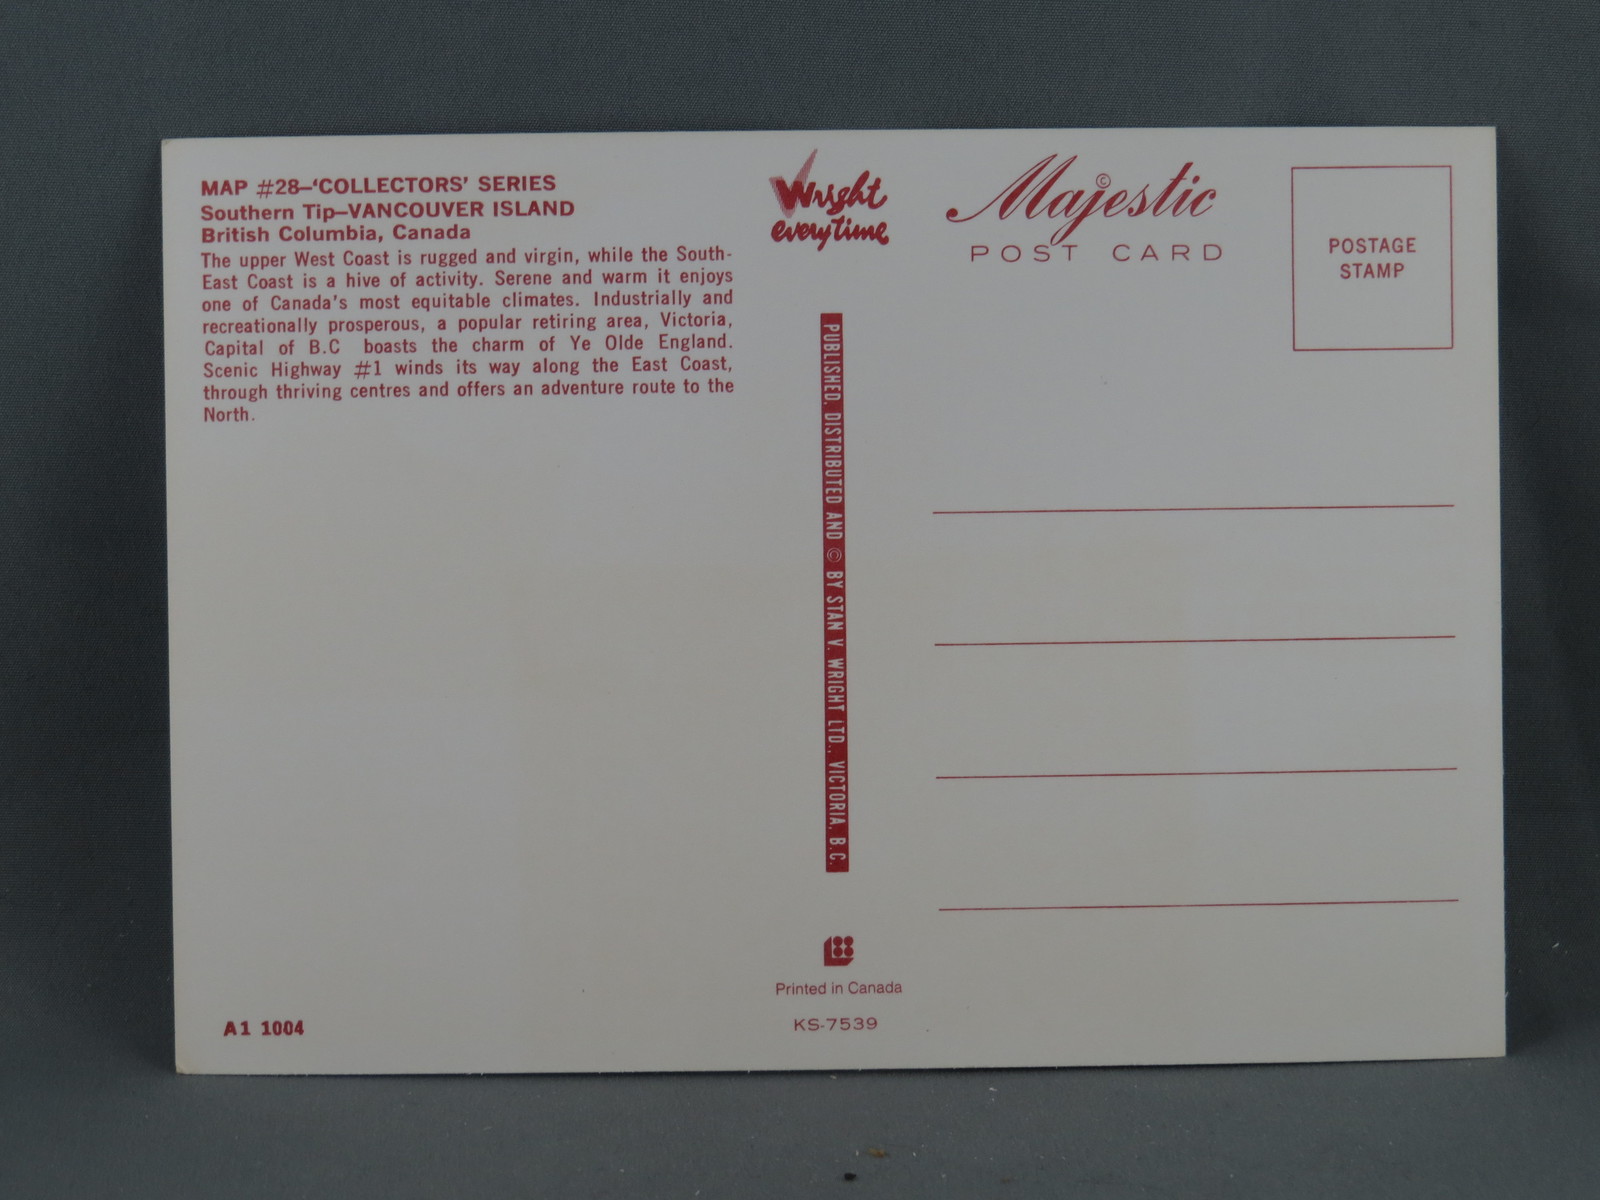 MAP #28–‘COLLECTORS’ SERIES
Southern Tip–VANCOUVER ISLAND
British Columbia, Canada
The upper West Coast is rugged and virgin, while the South-
East Coast is a hive of activity. Serene and warm it enjoys
one of Canada's most equitable climates. Industrially and
recreationally prosperous, a popular retiring area, Victoria,
Capital of B.C boasts the charm of Ye Olde England.
Scenic Highway #1 winds its way along the East Coast,
through thriving centres and offers an adventure route to the
North.
A1 1004
Wright
everytime
PUBLISHED, DISTRIBUTED AND © BY STAN V. WRIGHT LTD., VICTORIA, B.C.
Printed in Canada
KS-7539
Majestic ©
POST CARD
POSTAGE
STAMP